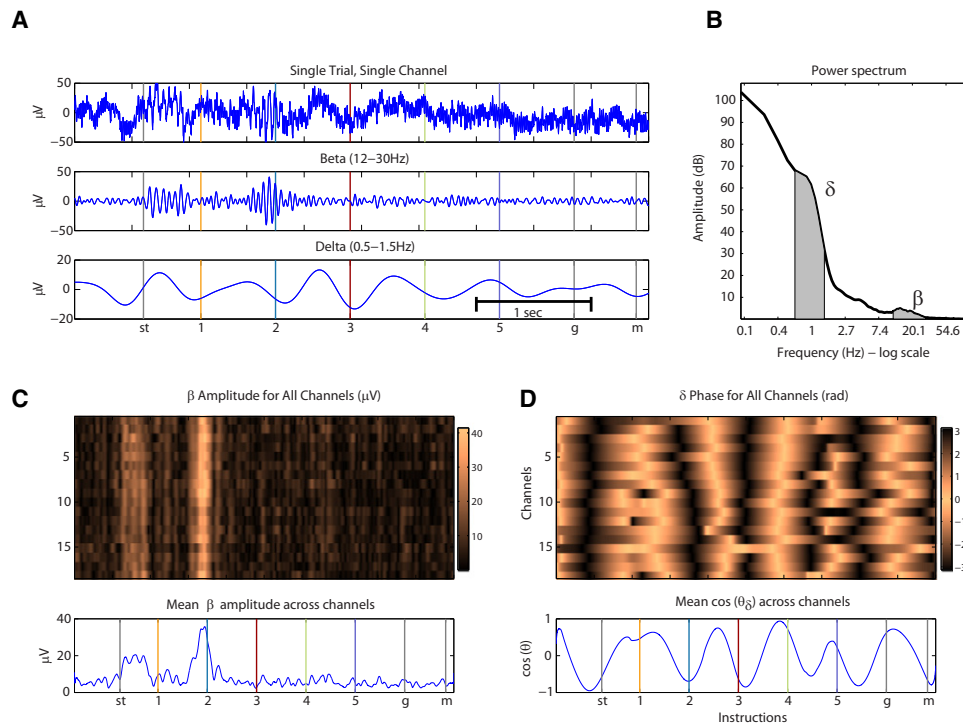 A
Single Trial, Single Channel
50
0
−50
μV
Beta (12−30Hz)
50
0
−50
μV
Delta (0.5−1.5Hz)
20
0
−20
μV
1 sec
st 1 2 3 4 5 g m
B
Power spectrum
100
90
80
70
60
50
40
30
20
10
Amplitude (dB)
δ
β
0.1 0.4 1 2.7 7.4 20.1 54.6
Frequency (Hz) − log scale
C
β Amplitude for All Channels (μV)
5
10
15
40
30
20
10
Mean β amplitude across channels
40
20
0
μV
st 1 2 3 4 5 g m
D
δ Phase for All Channels (rad)
Channels
5
10
15
3
2
1
0
−1
−2
−3
Mean cos (θδ) across channels
1
0
−1
cos (θ)
st 1 2 3 4 5 g m
Instructions